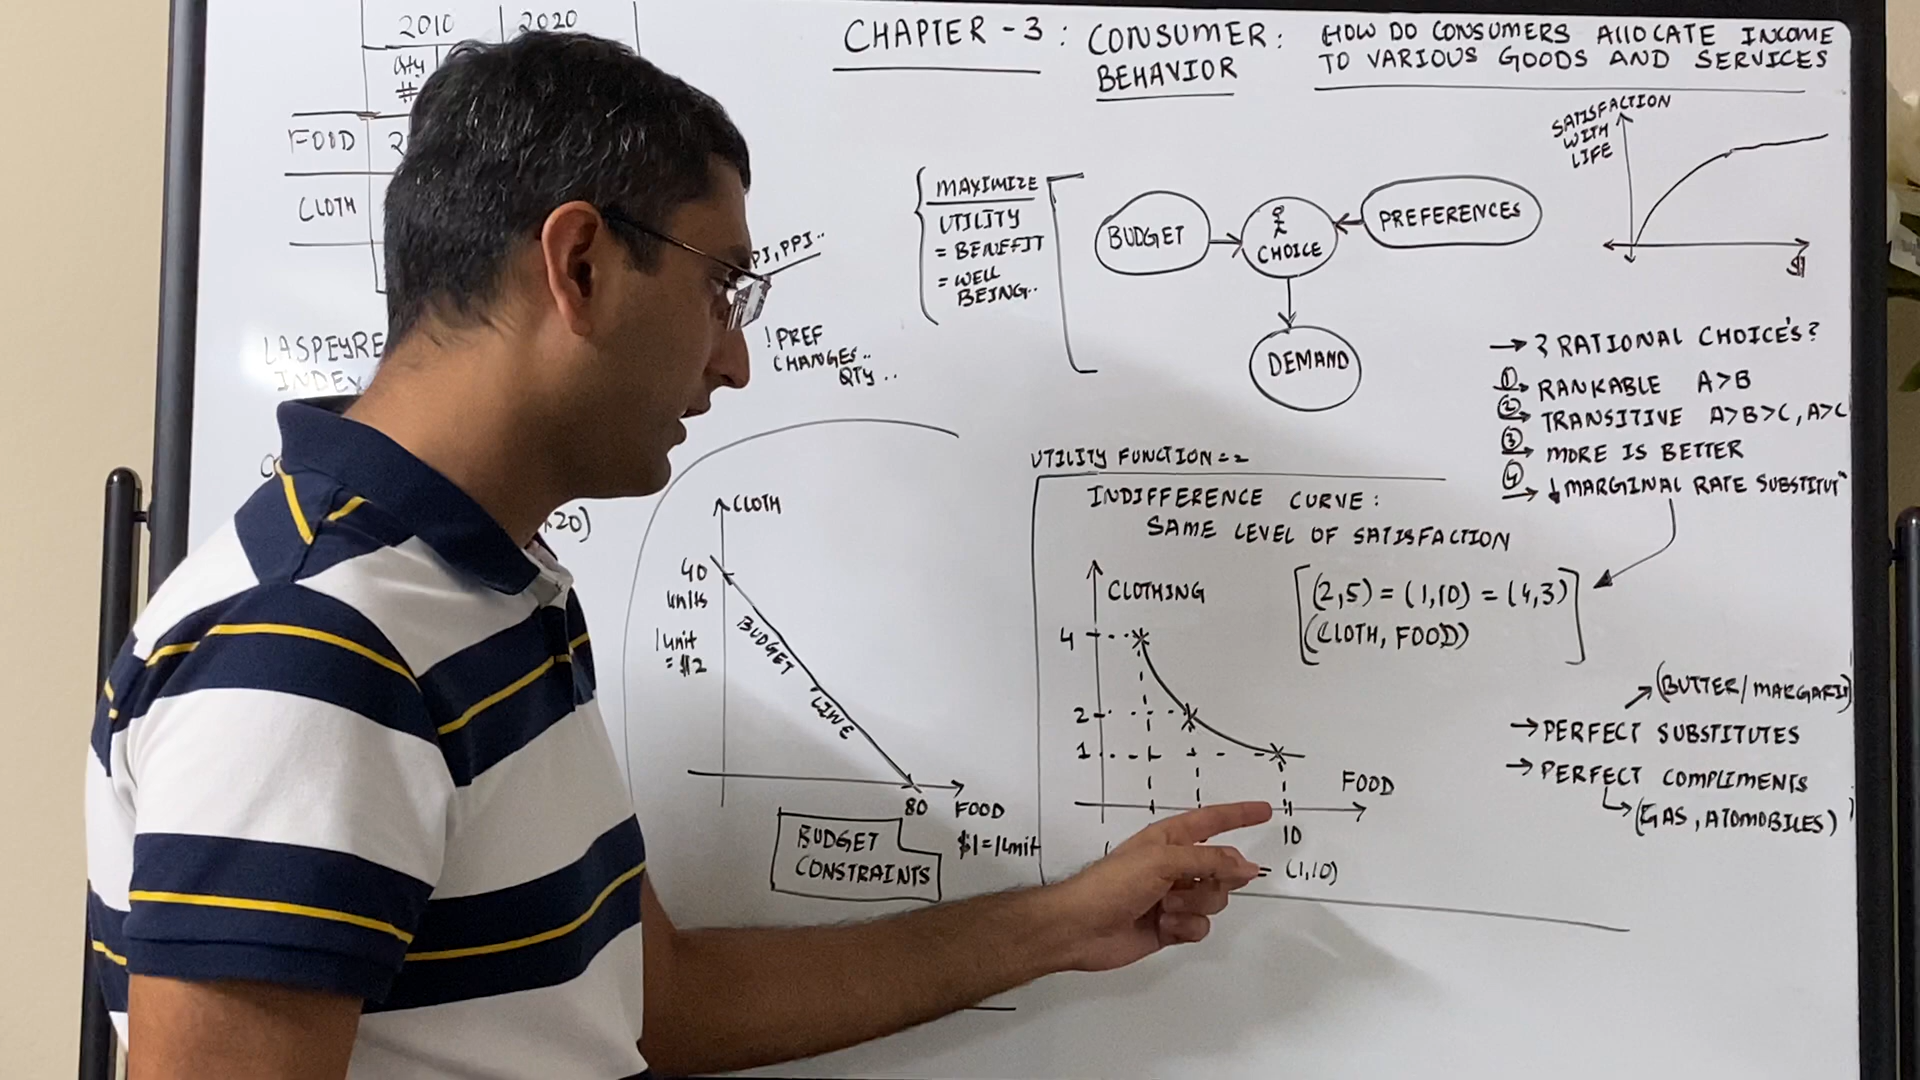 2010 2020
Qty
#
FOOD 2
CLOTH
PI, PPI..
! PREF
CHANGES..
QTY..
LASPEYRE
INDEX
20)
CHAPTER - 3 : CONSUMER :
BEHAVIOR
HOW DO CONSUMERS AllOCATE INCOME
TO VARIOUS GOODS AND SERVICES
MAXIMIZE
UTILITY
= BENEFIT
= WELL
BEING..
BUDGET
CHOICE
PREFERENCES
DEMAND
SATISFACTION
WITH
LIFE
$
→ 3 RATIONAL CHOICE'S?
① RANKABLE A>B
② TRANSITIVE A>B>C, A>C
③ MORE IS BETTER
④ ↓ MARGINAL RATE SUBSTITUT
CLOTH
40
units
1 unit
= $2
BUDGET LINE
80 FOOD
$1=1unit
BUDGET
CONSTRAINTS
UTILITY FUNCTION = 2
INDIFFERENCE CURVE :
SAME LEVEL OF SATISFACTION
CLOTHING
[(2,5) = (1,10) = (4,3)]
(CLOTH, FOOD)
4
2
1
FOOD
10
= (1,10)
(BUTTER/MARGARI
→ PERFECT SUBSTITUTES
→ PERFECT COMPLIMENTS
(GAS, ATOMOBILES)